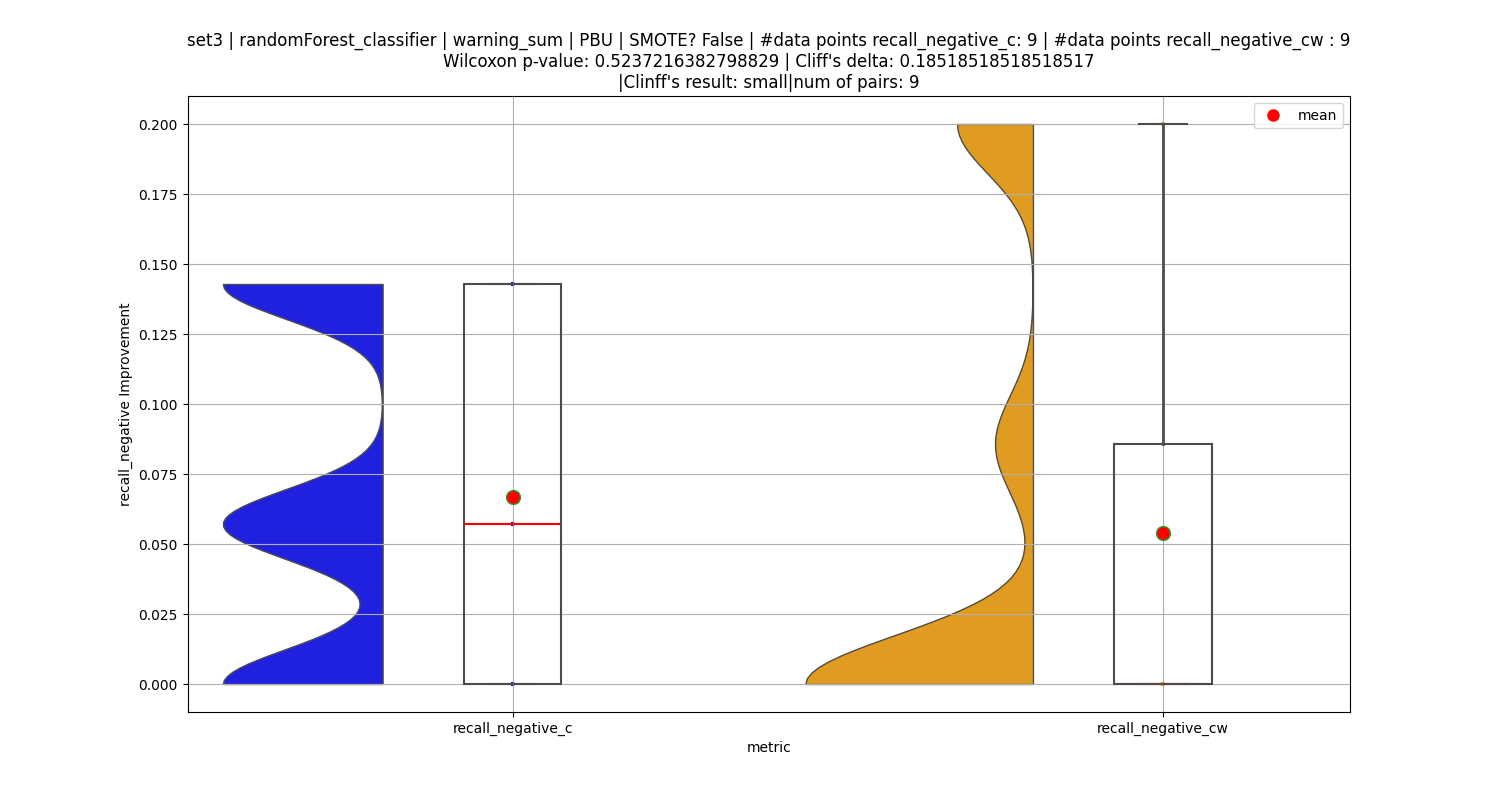 set3 | randomForest_classifier | warning_sum | PBU | SMOTE? False | #data points recall_negative_c: 9 | #data points recall_negative_cw : 9
Wilcoxon p-value: 0.5237216382798829 | Cliff's delta: 0.18518518518518517
|Clinff's result: small|num of pairs: 9
mean
0.200
0.175
0.150
0.125
0.100
0.075
0.050
0.025
0.000
recall_negative Improvement
recall_negative_c
recall_negative_cw
metric